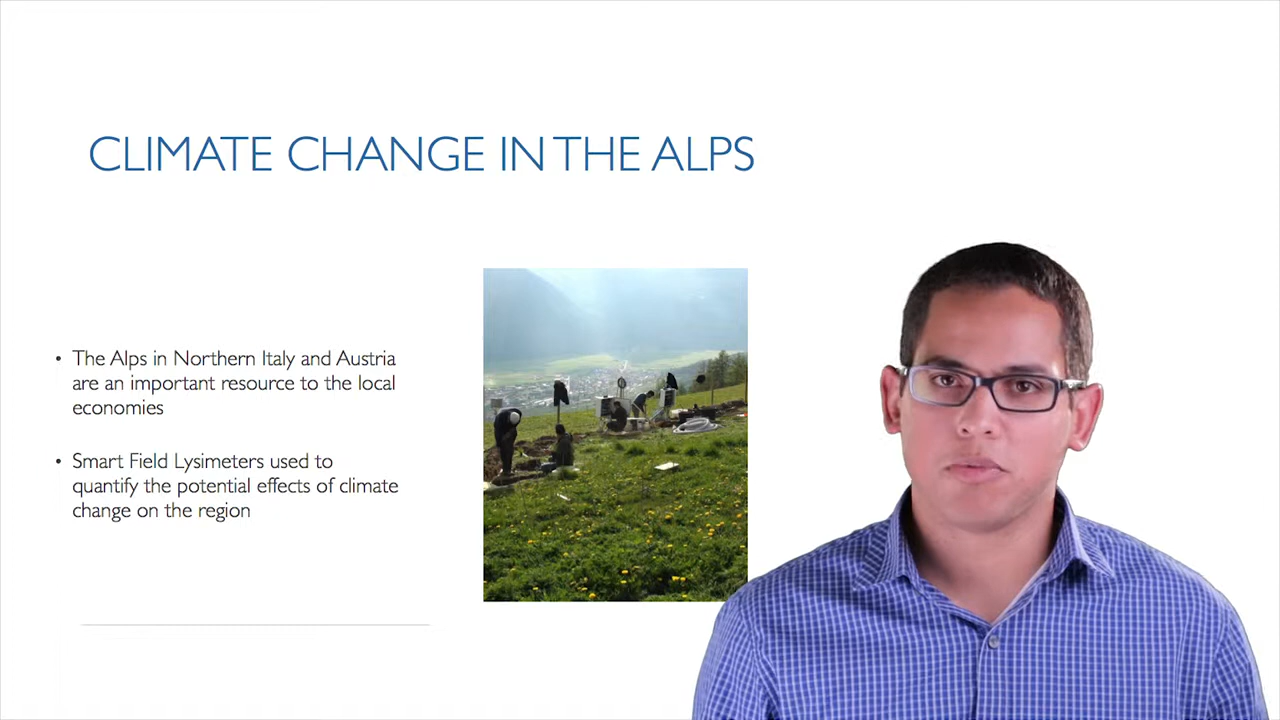 CLIMATE CHANGE IN THE ALPS
• The Alps in Northern Italy and Austria
are an important resource to the local
economies
• Smart Field Lysimeters used to
quantify the potential effects of climate
change on the region